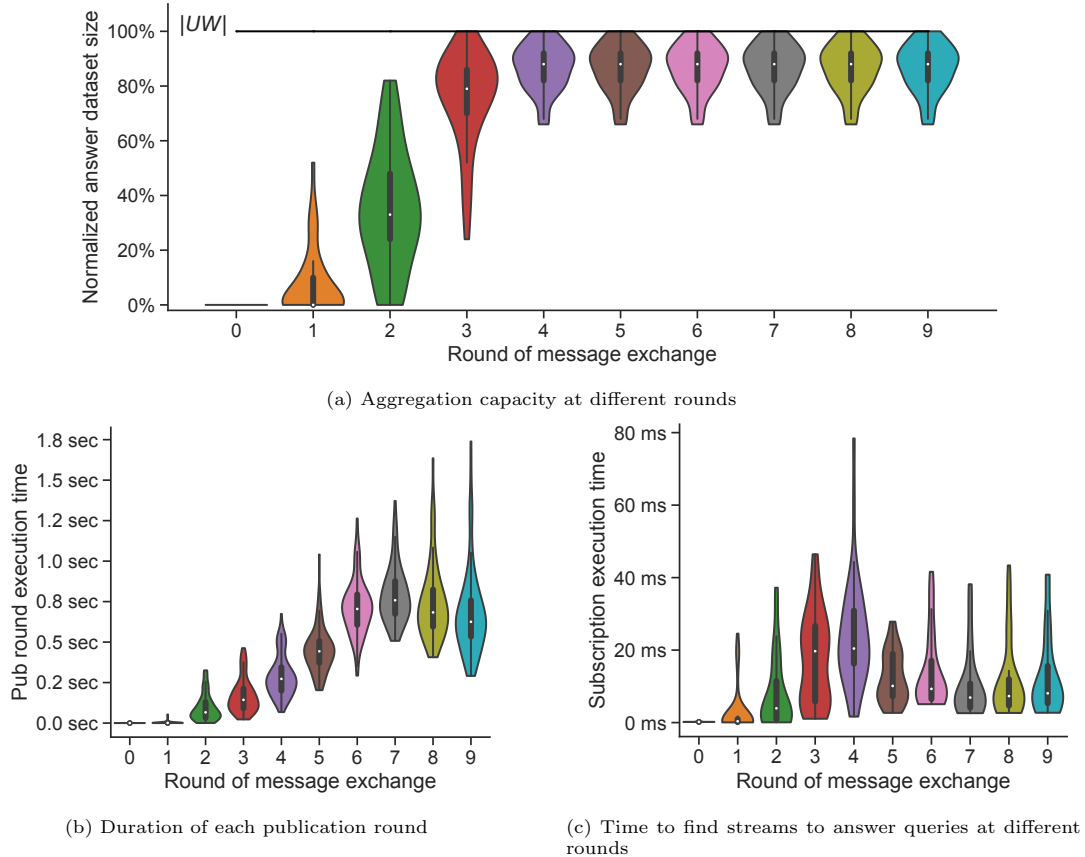 |UW|
100%
80%
60%
40%
20%
0%
Normalized answer dataset size
0 1 2 3 4 5 6 7 8 9
Round of message exchange
(a) Aggregation capacity at different rounds
1.8 sec
1.5 sec
1.2 sec
1.0 sec
0.8 sec
0.5 sec
0.2 sec
0.0 sec
Pub round execution time
0 1 2 3 4 5 6 7 8 9
Round of message exchange
(b) Duration of each publication round
80 ms
60 ms
40 ms
20 ms
0 ms
Subscription execution time
0 1 2 3 4 5 6 7 8 9
Round of message exchange
(c) Time to find streams to answer queries at different
rounds